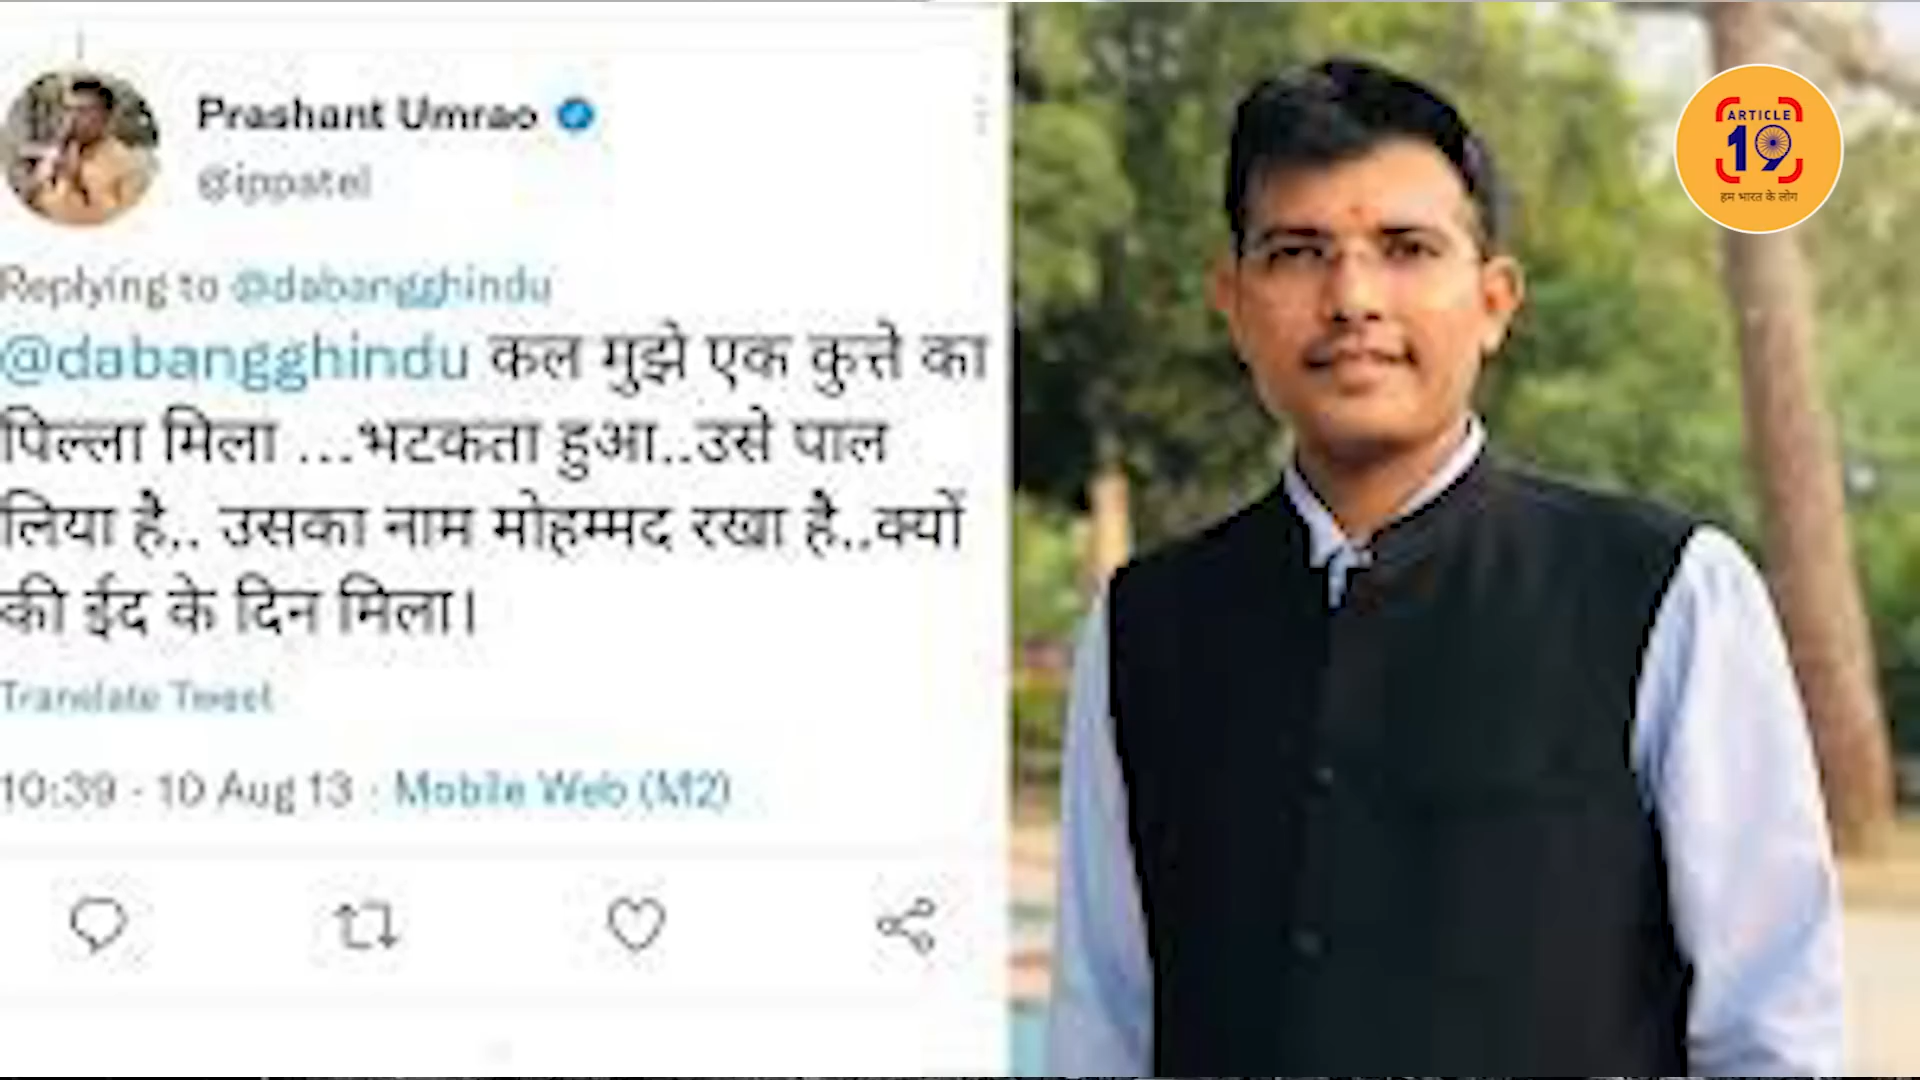 Prashant Umrao
@ippatel
Replying to @dabangghindu
@dabangghindu कल मुझे एक कुत्ते का
पिल्ला मिला ...भटकता हुआ..उसे पाल
लिया है.. उसका नाम मोहम्मद रखा है..क्यों
की ईद के दिन मिला।
Translate Tweet
10:39 - 10 Aug 13 · Mobile Web (M2)
ARTICLE
19
हम भारत के लोग